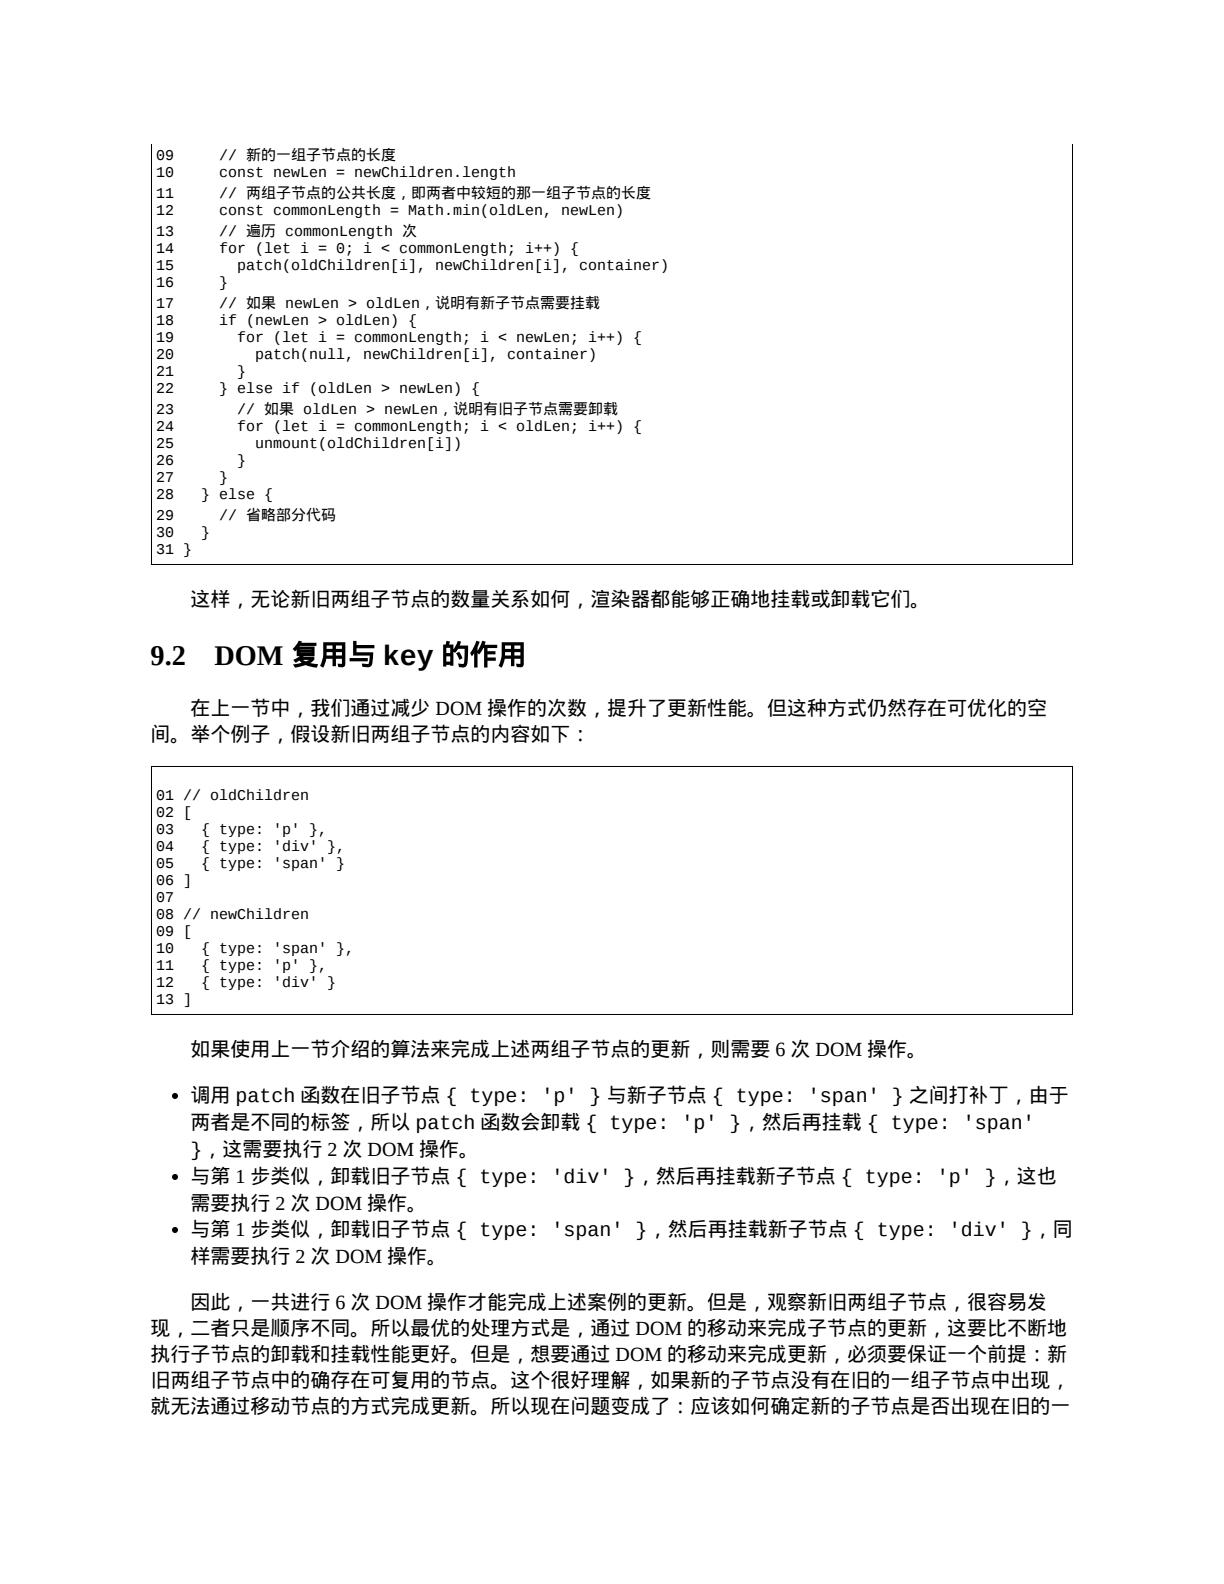 09     // 新的一组子节点的长度
10     const newLen = newChildren.length
11     // 两组子节点的公共长度，即两者中较短的那一组子节点的长度
12     const commonLength = Math.min(oldLen, newLen)
13     // 遍历 commonLength 次
14     for (let i = 0; i < commonLength; i++) {
15       patch(oldChildren[i], newChildren[i], container)
16     }
17     // 如果 newLen > oldLen，说明有新子节点需要挂载
18     if (newLen > oldLen) {
19       for (let i = commonLength; i < newLen; i++) {
20         patch(null, newChildren[i], container)
21       }
22     } else if (oldLen > newLen) {
23       // 如果 oldLen > newLen，说明有旧子节点需要卸载
24       for (let i = commonLength; i < oldLen; i++) {
25         unmount(oldChildren[i])
26       }
27     }
28   } else {
29     // 省略部分代码
30   }
31 }
这样，无论新旧两组子节点的数量关系如何，渲染器都能够正确地挂载或卸载它们。
9.2 DOM 复用与 key 的作用
在上一节中，我们通过减少 DOM 操作的次数，提升了更新性能。但这种方式仍然存在可优化的空
间。举个例子，假设新旧两组子节点的内容如下：
01 // oldChildren
02 [
03   { type: 'p' },
04   { type: 'div' },
05   { type: 'span' }
06 ]
07
08 // newChildren
09 [
10   { type: 'span' },
11   { type: 'p' },
12   { type: 'div' }
13 ]
如果使用上一节介绍的算法来完成上述两组子节点的更新，则需要 6 次 DOM 操作。
• 调用 patch 函数在旧子节点 { type: 'p' } 与新子节点 { type: 'span' } 之间打补丁，由于
两者是不同的标签，所以 patch 函数会卸载 { type: 'p' }，然后再挂载 { type: 'span'
}，这需要执行 2 次 DOM 操作。
• 与第 1 步类似，卸载旧子节点 { type: 'div' }，然后再挂载新子节点 { type: 'p' }，这也
需要执行 2 次 DOM 操作。
• 与第 1 步类似，卸载旧子节点 { type: 'span' }，然后再挂载新子节点 { type: 'div' }，同
样需要执行 2 次 DOM 操作。
因此，一共进行 6 次 DOM 操作才能完成上述案例的更新。但是，观察新旧两组子节点，很容易发
现，二者只是顺序不同。所以最优的处理方式是，通过 DOM 的移动来完成子节点的更新，这要比不断地
执行子节点的卸载和挂载性能更好。但是，想要通过 DOM 的移动来完成更新，必须要保证一个前提：新
旧两组子节点中的确存在可复用的节点。这个很好理解，如果新的子节点没有在旧的一组子节点中出现，
就无法通过移动节点的方式完成更新。所以现在问题变成了：应该如何确定新的子节点是否出现在旧的一